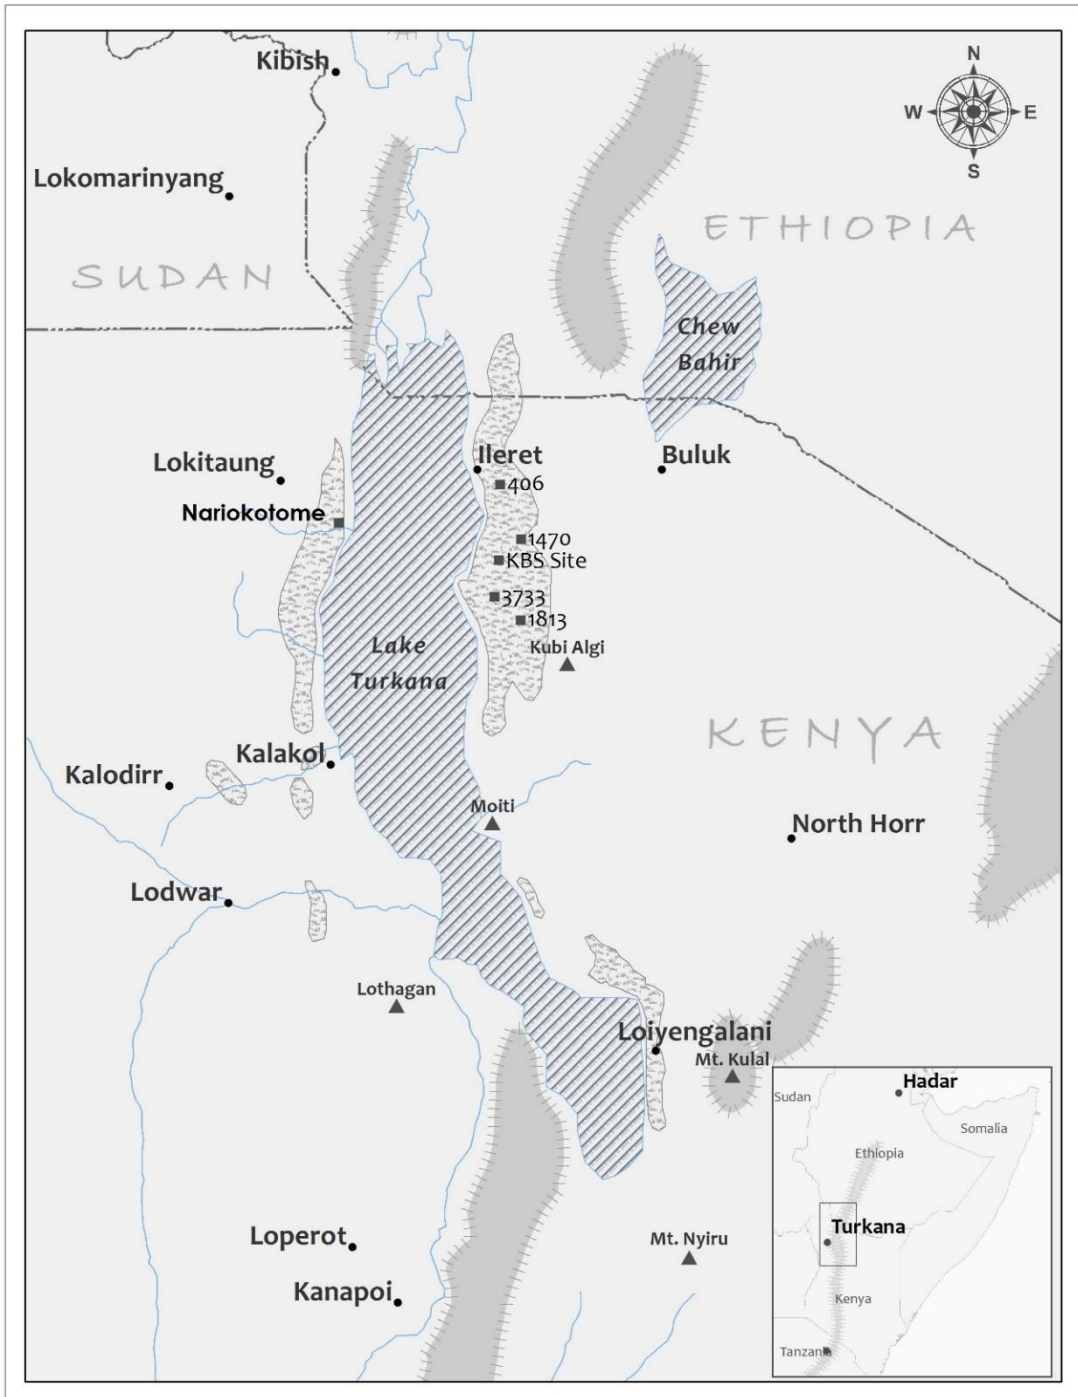 Kibish
N
W
E
S
Lokomarinyang
ETHIOPIA
SUDAN
Chew
Bahir
Ileret
Buluk
Lokitaung
406
Nariokotome
1470
KBS Site
3733
1813
Lake
Turkana
Kubi Algi
KENYA
Kalakol
Kalodirr
Moiti
North Horr
Lodwar
Lothagan
Loiyengalani
Mt. Kulal
Hadar
Sudan
Somalia
Ethiopia
Turkana
Loperot
Mt. Nyiru
Kanapoi
Kenya
Tanzania